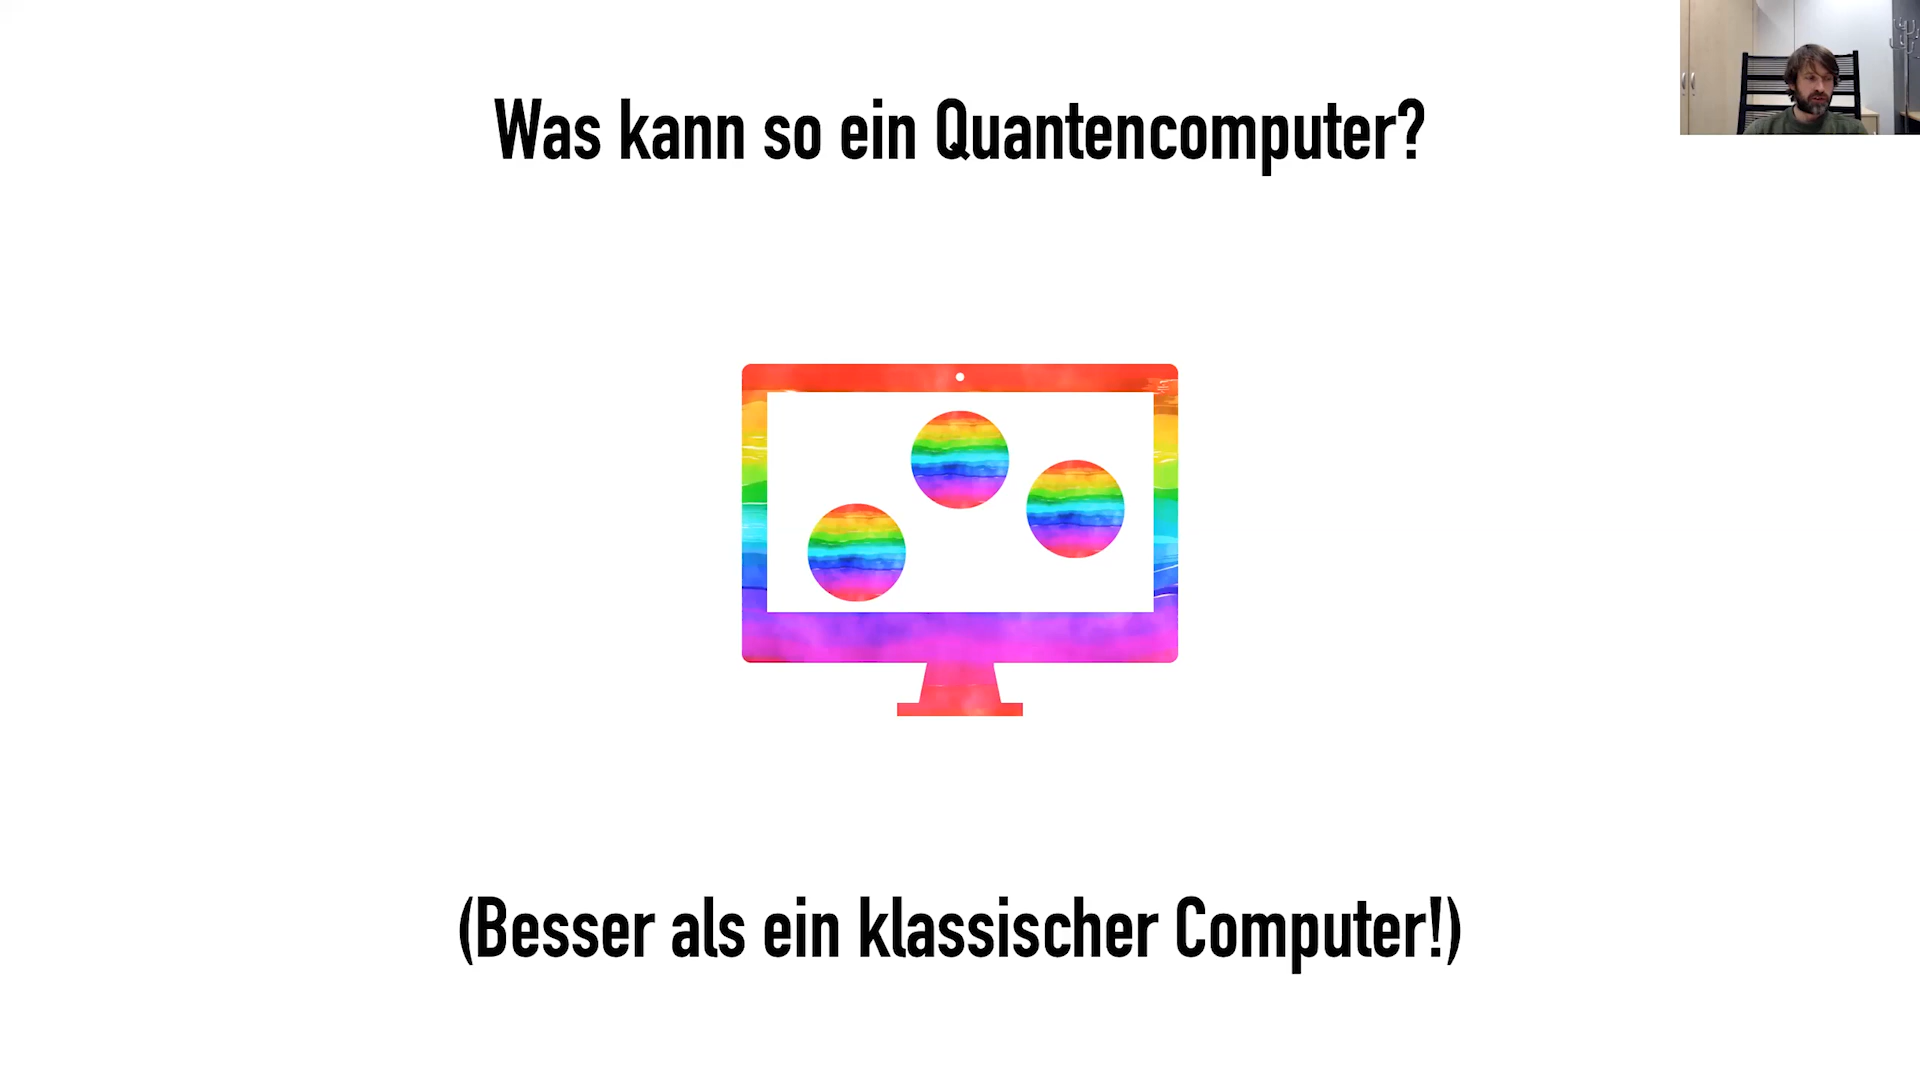 Was kann so ein Quantencomputer?
(Besser als ein klassischer Computer!)